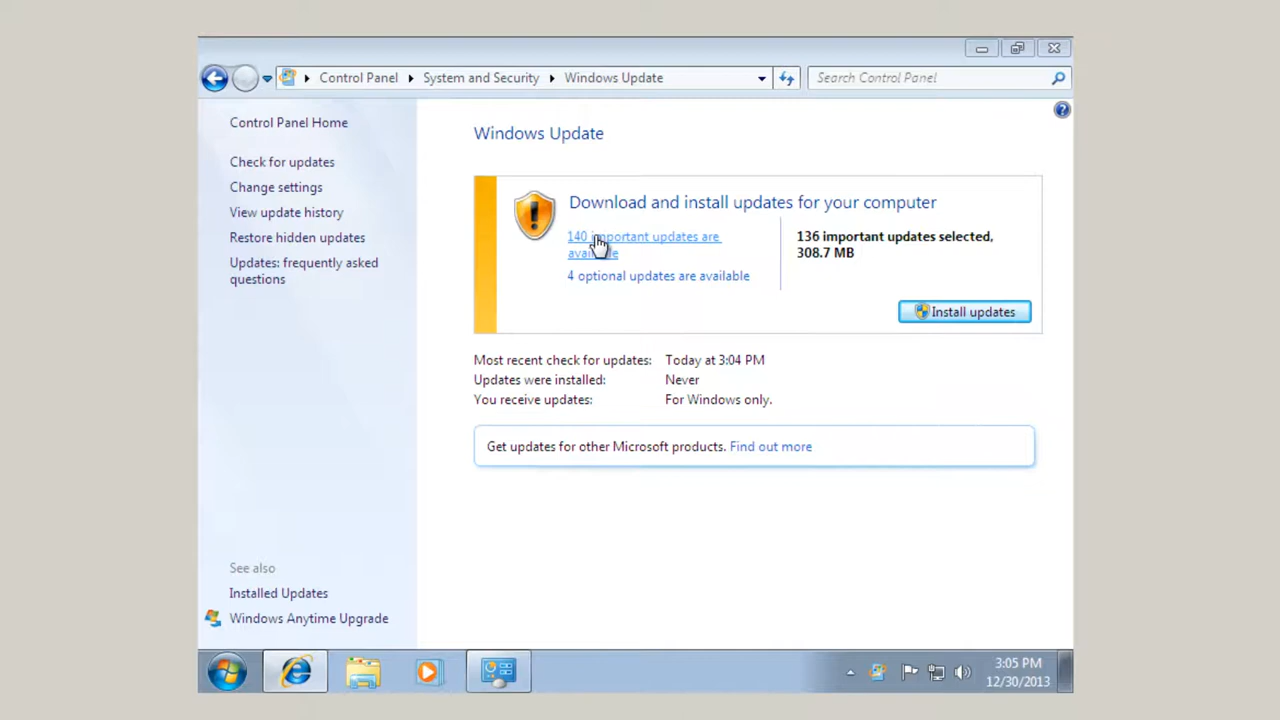 Control Panel
System and Security
Windows Update
Search Control Panel
Control Panel Home
Check for updates
Change settings
View update history
Restore hidden updates
Updates: frequently asked
questions
See also
Installed Updates
Windows Anytime Upgrade
Windows Update
Download and install updates for your computer
140 important updates are
available
4 optional updates are available
136 important updates selected,
308.7 MB
Install updates
Most recent check for updates: Today at 3:04 PM
Updates were installed: Never
You receive updates: For Windows only.
Get updates for other Microsoft products. Find out more
3:05 PM
12/30/2013